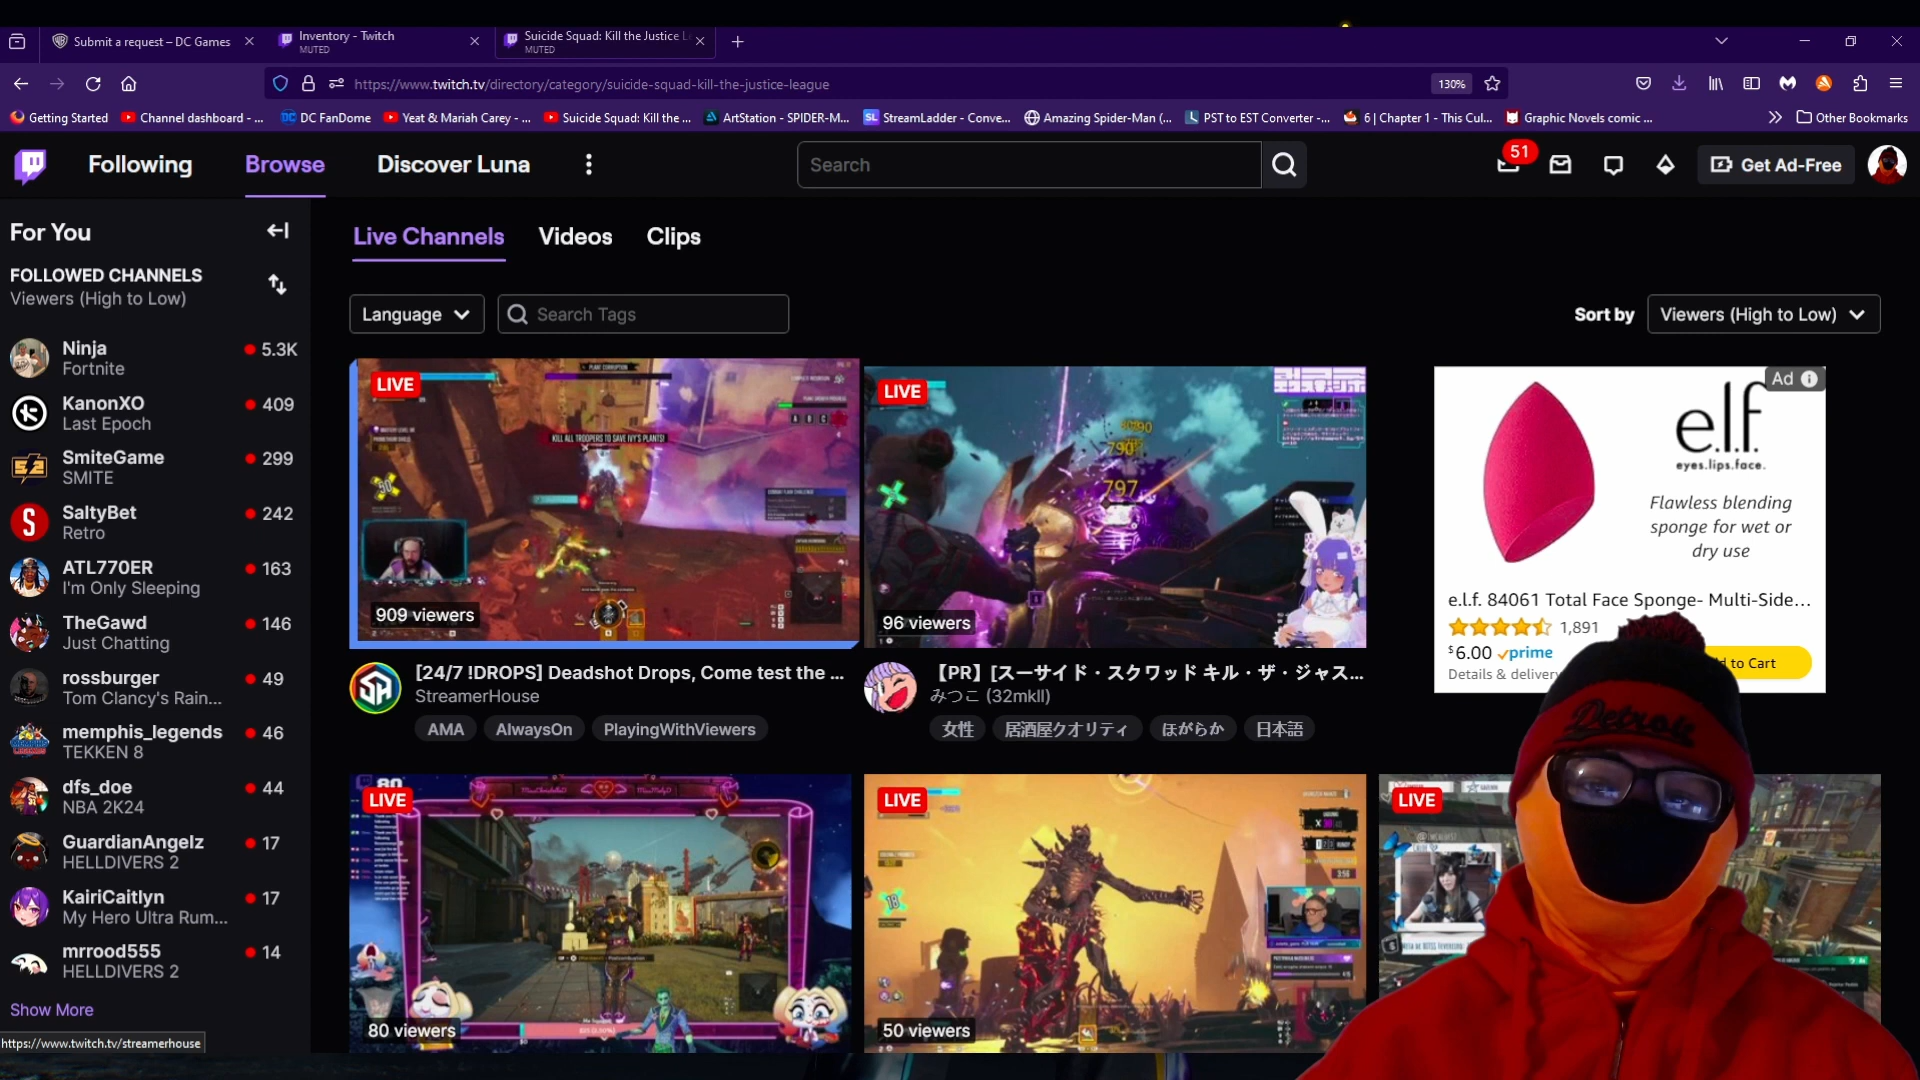 Submit a request – DC Games
Inventory - Twitch
MUTED
Suicide Squad: Kill the Justice L
MUTED
https://www.twitch.tv/directory/category/suicide-squad-kill-the-justice-league
130%
Getting Started
Channel dashboard - ...
DC FanDome
Yeat & Mariah Carey - ...
Suicide Squad: Kill the ...
ArtStation - SPIDER-M...
StreamLadder - Conve...
Amazing Spider-Man (...
PST to EST Converter -...
6 | Chapter 1 - This Cul...
Graphic Novels comic ...
Other Bookmarks
Following
Browse
Discover Luna
Search
51
Get Ad-Free
For You
FOLLOWED CHANNELS
Viewers (High to Low)
Ninja
5.3K
Fortnite
KanonXO
409
Last Epoch
SmiteGame
299
SMITE
SaltyBet
242
Retro
ATL770ER
163
I'm Only Sleeping
TheGawd
146
Just Chatting
rossburger
49
Tom Clancy's Rain...
memphis_legends
46
TEKKEN 8
dfs_doe
44
NBA 2K24
GuardianAngelz
17
HELLDIVERS 2
KairiCaitlyn
17
My Hero Ultra Rum...
mrrood555
14
HELLDIVERS 2
Show More
https://www.twitch.tv/streamerhouse
Live Channels
Videos
Clips
Language
Search Tags
Sort by
Viewers (High to Low)
LIVE
KILL ALL TROOPERS TO SAVE IVY'S PLANTS!
909 viewers
[24/7 !DROPS] Deadshot Drops, Come test the ...
StreamerHouse
AMA
AlwaysOn
PlayingWithViewers
LIVE
790
797
96 viewers
【PR】[スーサイド・スクワッド キル・ザ・ジャス...
みつこ (32mkll)
女性
居酒屋クオリティ
ほがらか
日本語
Ad
e.l.f.
eyes.lips.face.
Flawless blending
sponge for wet or
dry use
e.l.f. 84061 Total Face Sponge- Multi-Side...
1,891
$6.00 prime
Details & delivery
to Cart
Detroit
LIVE
80 viewers
LIVE
50 viewers
LIVE